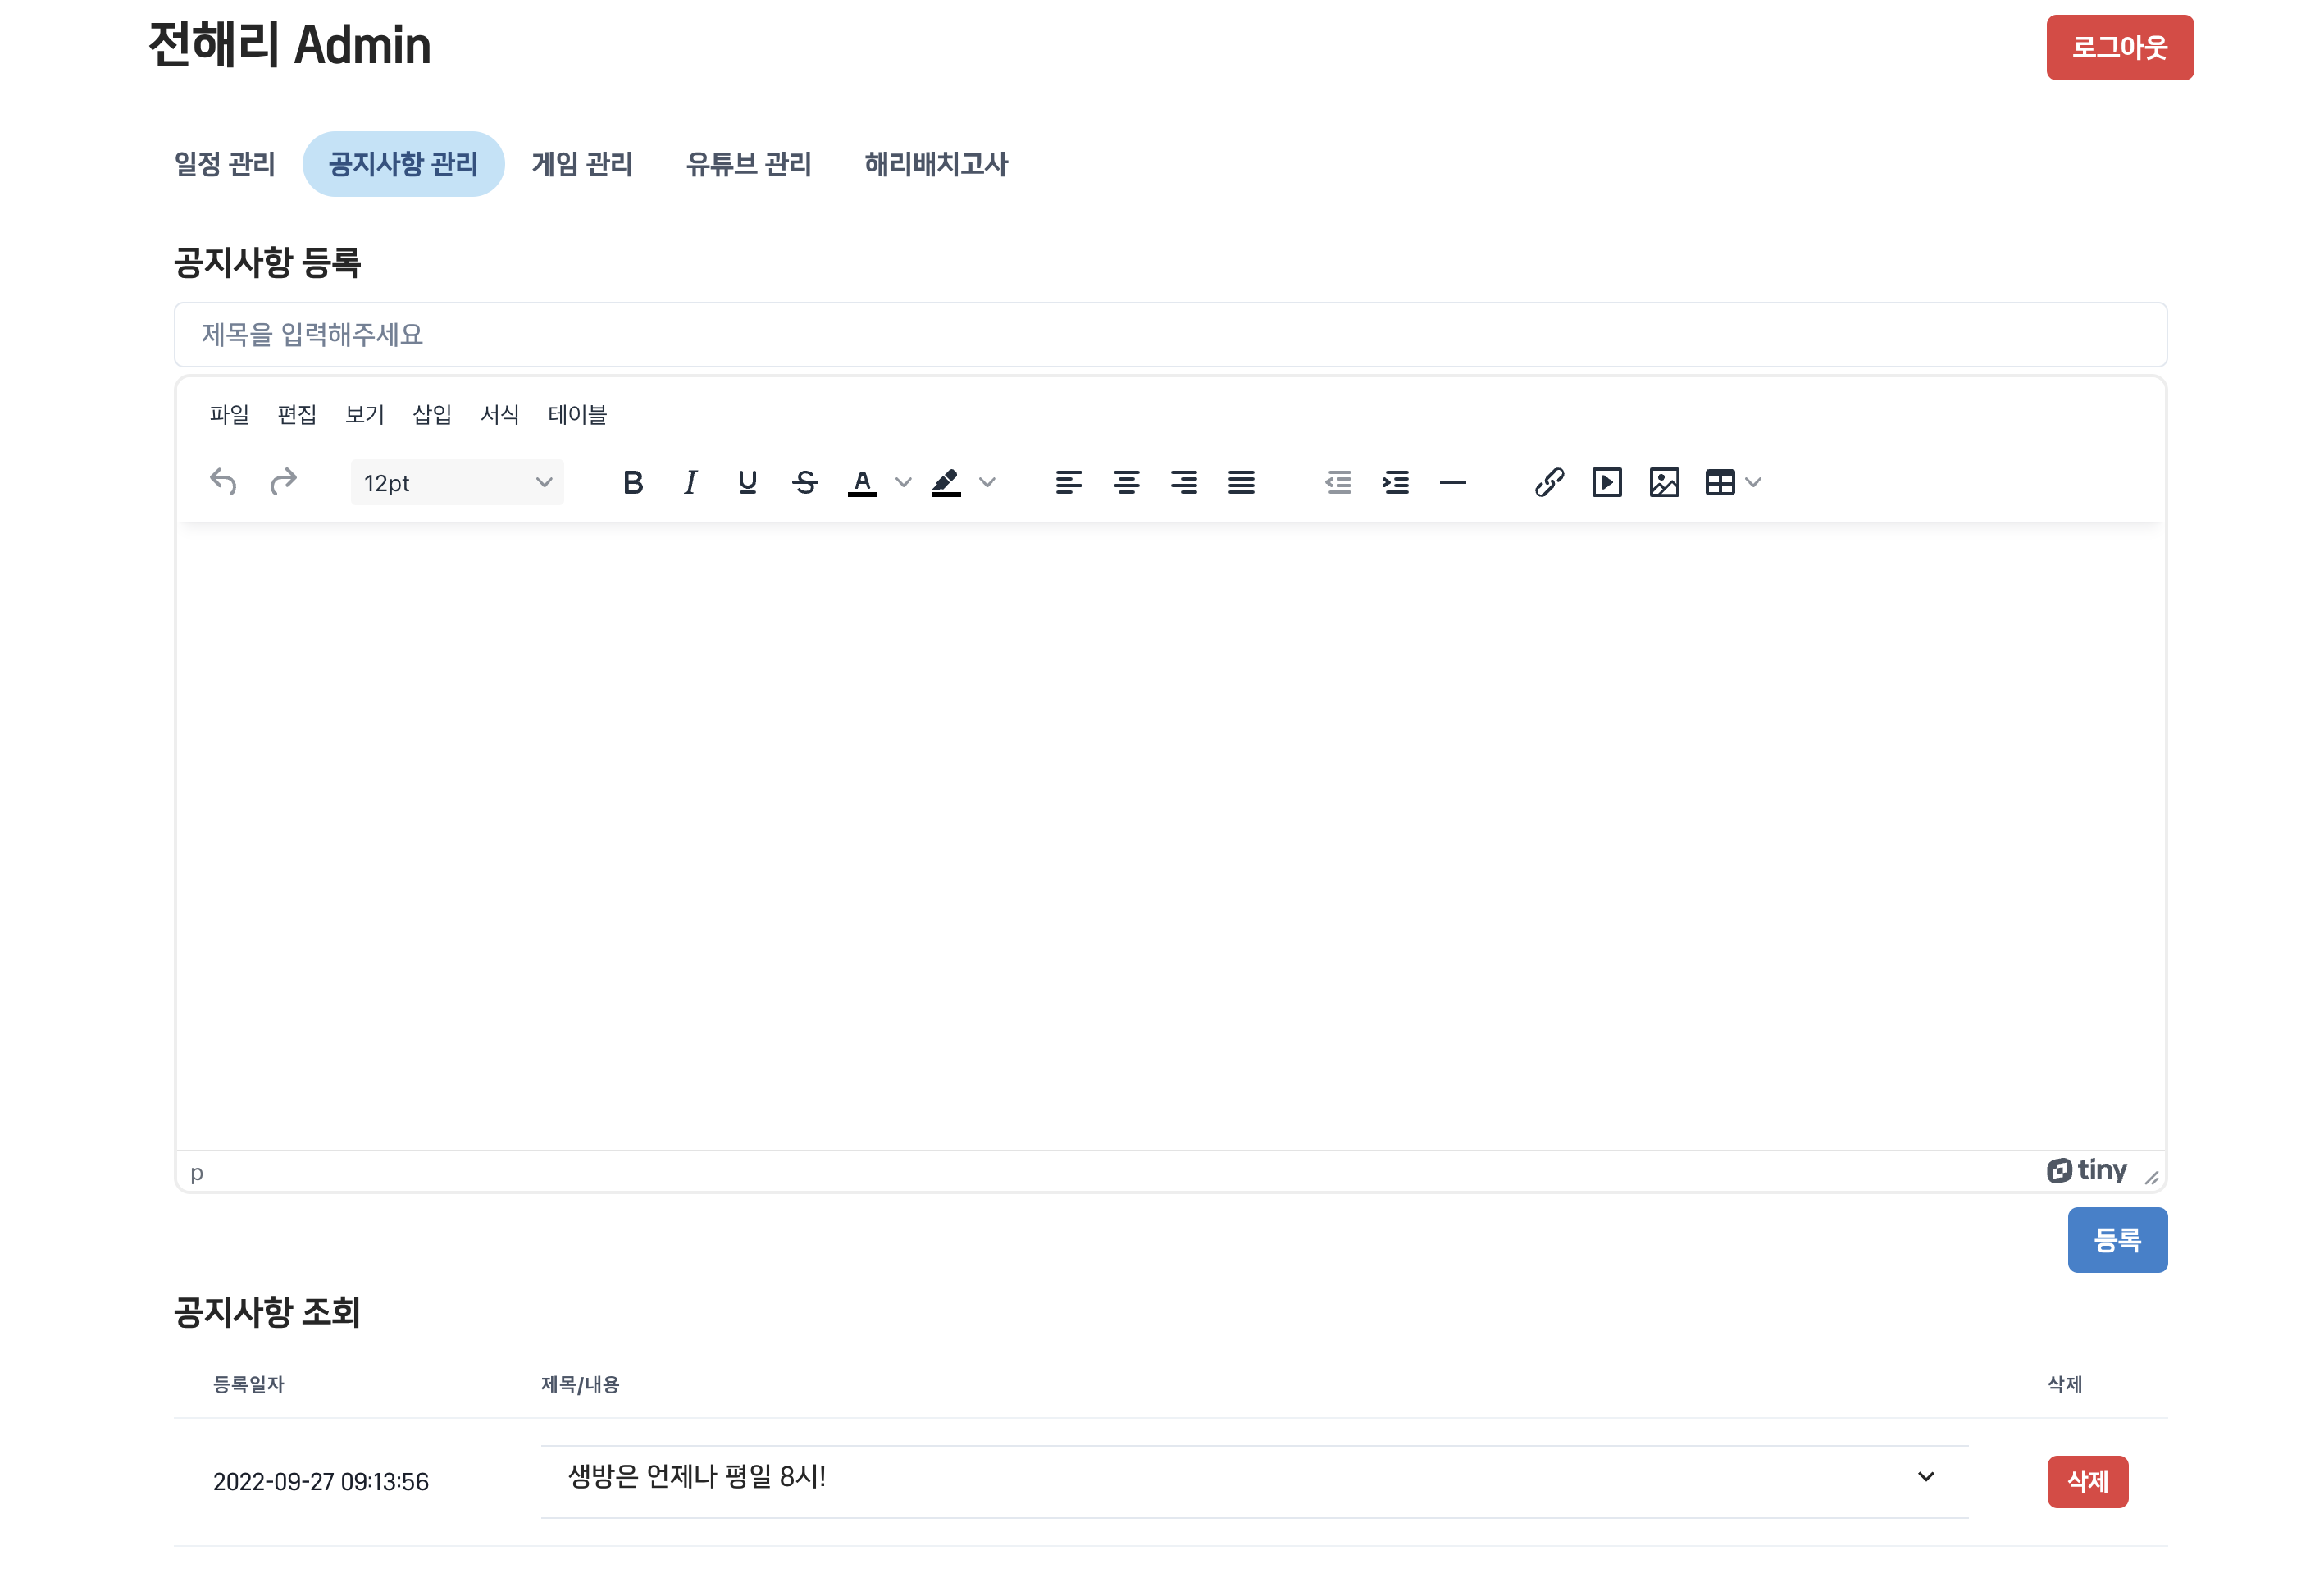 전해리 Admin
로그아웃
일정 관리 공지사항 관리 게임 관리 유튜브 관리 해리배치고사
공지사항 등록
제목을 입력해주세요
파일 편집 보기 삽입 서식 테이블
12pt B I U S A
p tiny
등록
공지사항 조회
등록일자 제목/내용 삭제
2022-09-27 09:13:56 생방은 언제나 평일 8시! 삭제